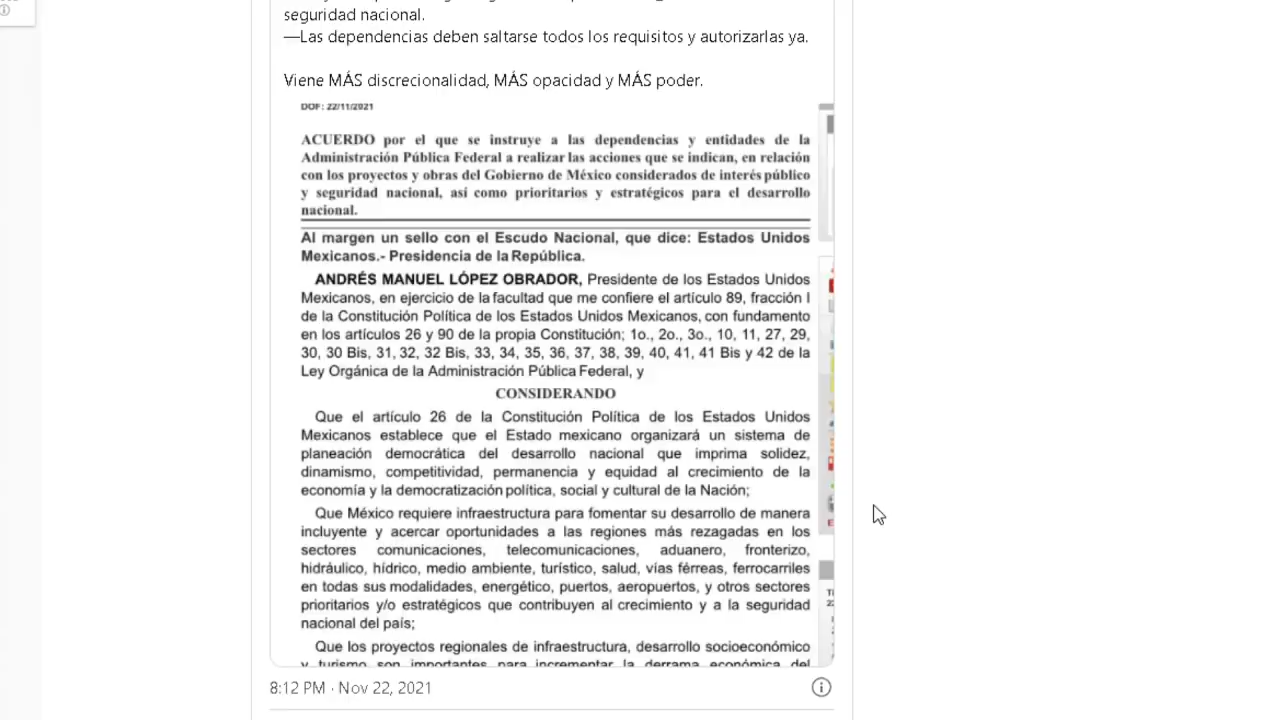 seguridad nacional.
—Las dependencias deben saltarse todos los requisitos y autorizarlas ya.
Viene MÁS discrecionalidad, MÁS opacidad y MÁS poder.
DOF: 22/11/2021
ACUERDO por el que se instruye a las dependencias y entidades de la
Administración Pública Federal a realizar las acciones que se indican, en relación
con los proyectos y obras del Gobierno de México considerados de interés público
y seguridad nacional, así como prioritarios y estratégicos para el desarrollo
nacional.
Al margen un sello con el Escudo Nacional, que dice: Estados Unidos
Mexicanos.- Presidencia de la República.
ANDRÉS MANUEL LÓPEZ OBRADOR, Presidente de los Estados Unidos
Mexicanos, en ejercicio de la facultad que me confiere el artículo 89, fracción I
de la Constitución Política de los Estados Unidos Mexicanos, con fundamento
en los artículos 26 y 90 de la propia Constitución; 1o., 2o., 3o., 10, 11, 27, 29,
30, 30 Bis, 31, 32, 32 Bis, 33, 34, 35, 36, 37, 38, 39, 40, 41, 41 Bis y 42 de la
Ley Orgánica de la Administración Pública Federal, y
CONSIDERANDO
Que el artículo 26 de la Constitución Política de los Estados Unidos
Mexicanos establece que el Estado mexicano organizará un sistema de
planeación democrática del desarrollo nacional que imprima solidez,
dinamismo, competitividad, permanencia y equidad al crecimiento de la
economía y la democratización política, social y cultural de la Nación;
Que México requiere infraestructura para fomentar su desarrollo de manera
incluyente y acercar oportunidades a las regiones más rezagadas en los
sectores comunicaciones, telecomunicaciones, aduanero, fronterizo,
hidráulico, hídrico, medio ambiente, turístico, salud, vías férreas, ferrocarriles
en todas sus modalidades, energético, puertos, aeropuertos, y otros sectores
prioritarios y/o estratégicos que contribuyen al crecimiento y a la seguridad
nacional del país;
Que los proyectos regionales de infraestructura, desarrollo socioeconómico
y turismo son importantes para incrementar la derrama económica del
8:12 PM · Nov 22, 2021